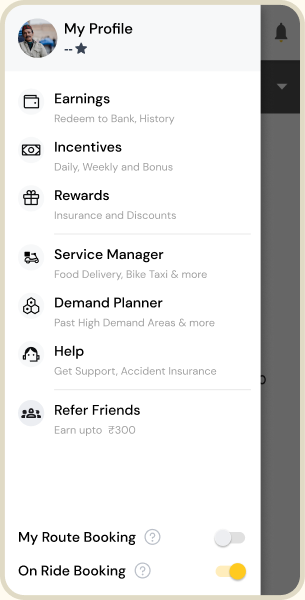 My Profile
--★
Earnings
Redeem to Bank, History
Incentives
Daily, Weekly and Bonus
Rewards
Insurance and Discounts
Service Manager
Food Delivery, Bike Taxi & more
Demand Planner
Past High Demand Areas & more
Help
Get Support, Accident Insurance
Refer Friends
Earn upto ₹300
My Route Booking ?
On Ride Booking ?